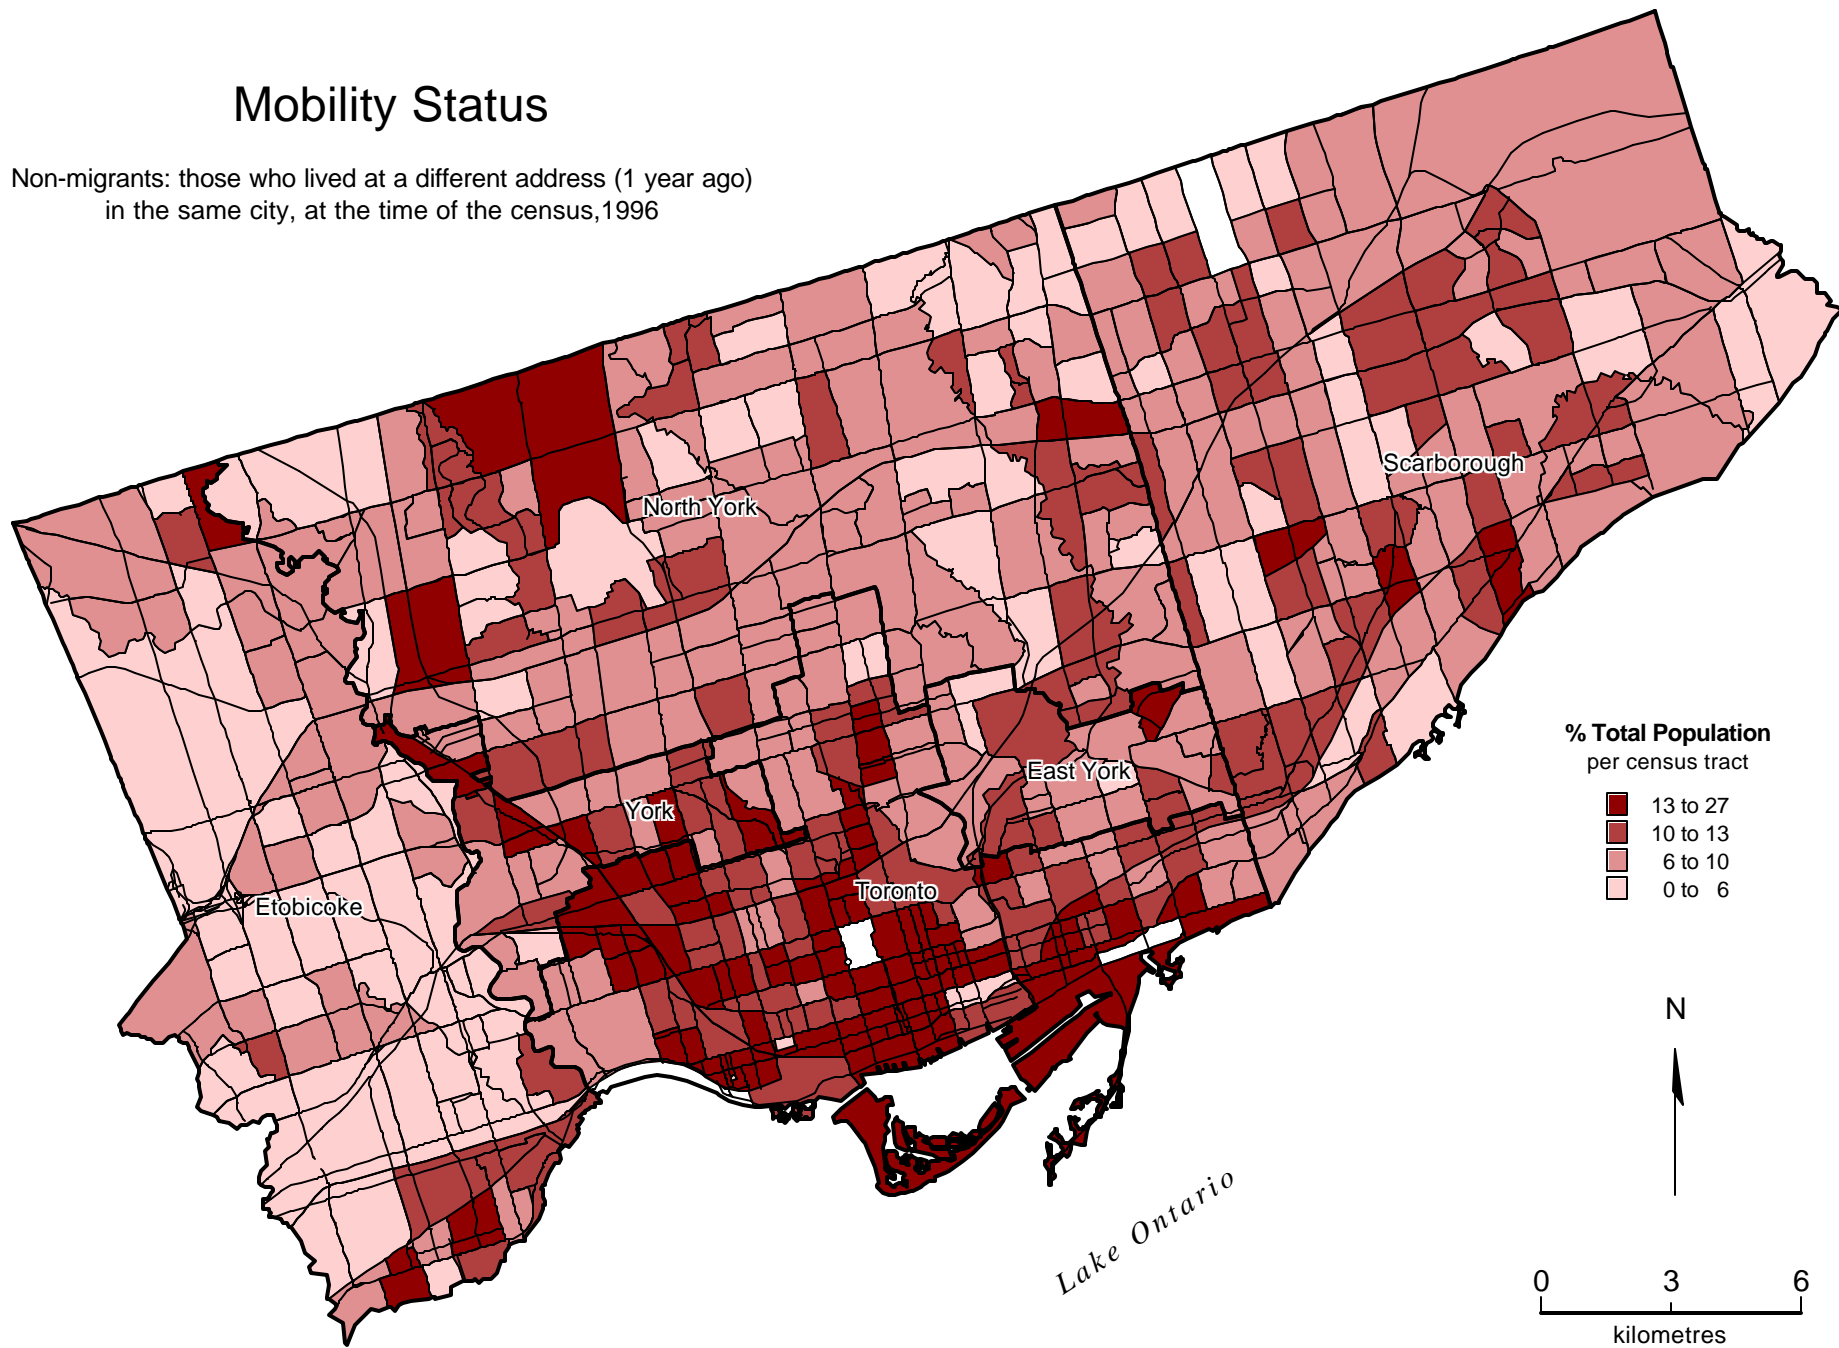 Mobility Status
Non-migrants: those who lived at a different address (1 year ago)
in the same city, at the time of the census,1996
North York
Scarborough
East York
York
Toronto
Etobicoke
% Total Population
per census tract
13 to 27
10 to 13
6 to 10
0 to 6
N
Lake Ontario
0 3 6
kilometres